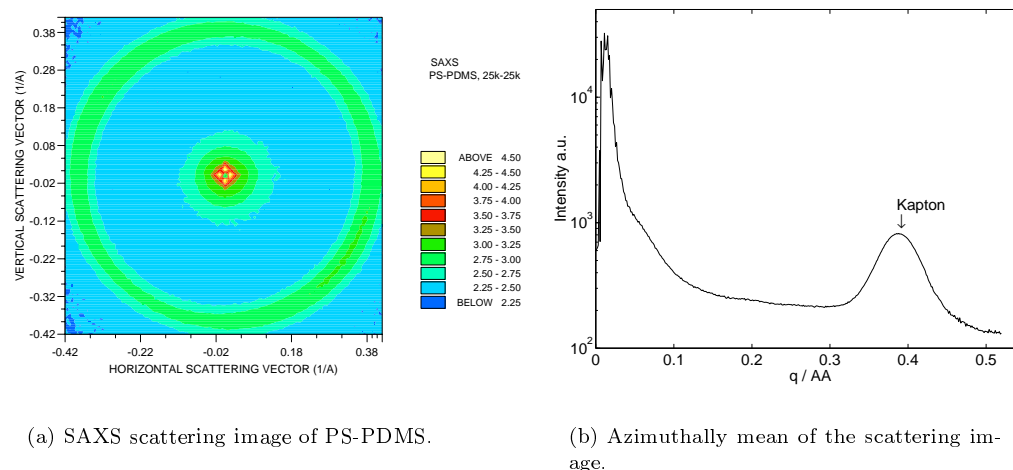 0.38
0.28
0.18
0.08
-0.02
-0.12
-0.22
-0.32
-0.42
VERTICAL SCATTERING VECTOR (1/A)
-0.42
-0.22
-0.02
0.18
0.38
HORIZONTAL SCATTERING VECTOR (1/A)
SAXS
PS-PDMS, 25k-25k
ABOVE 4.50
4.25 - 4.50
4.00 - 4.25
3.75 - 4.00
3.50 - 3.75
3.25 - 3.50
3.00 - 3.25
2.75 - 3.00
2.50 - 2.75
2.25 - 2.50
BELOW 2.25
(a) SAXS scattering image of PS-PDMS.
Intensity a.u.
10^4
10^3
10^2
Kapton
0
0.1
0.2
0.3
0.4
0.5
q / AA
(b) Azimuthally mean of the scattering im-
age.